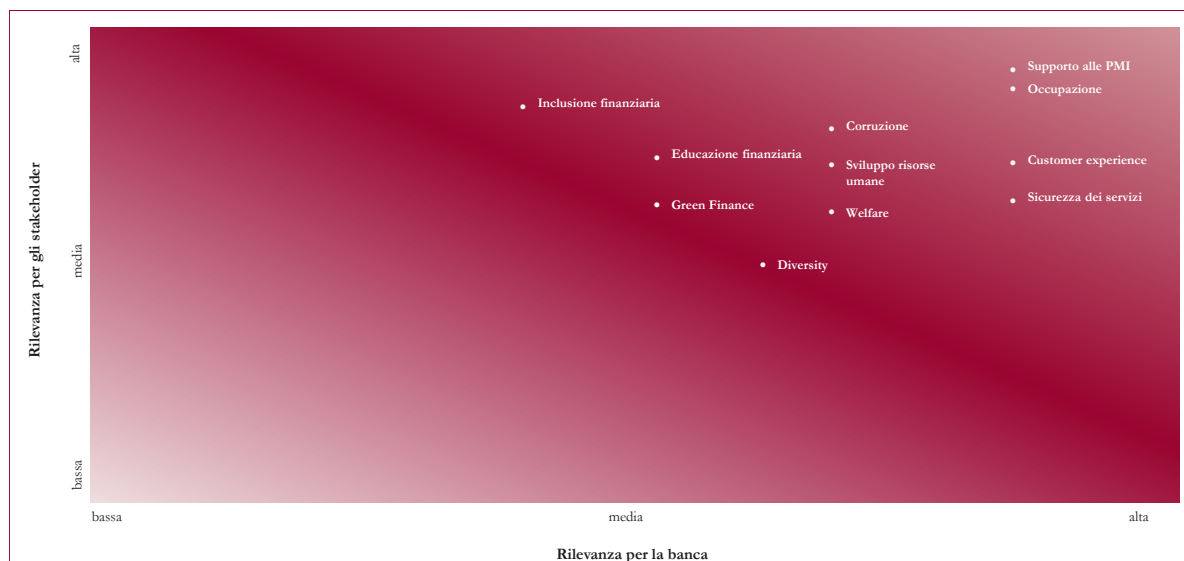 alta
Supporto alle PMI
Occupazione
Inclusione finanziaria
Corruzione
Educazione finanziaria
Sviluppo risorse
umane
Customer experience
Sicurezza dei servizi
Green Finance
Welfare
media
Diversity
Rilevanza per gli stakeholder
bassa
bassa
media
alta
Rilevanza per la banca